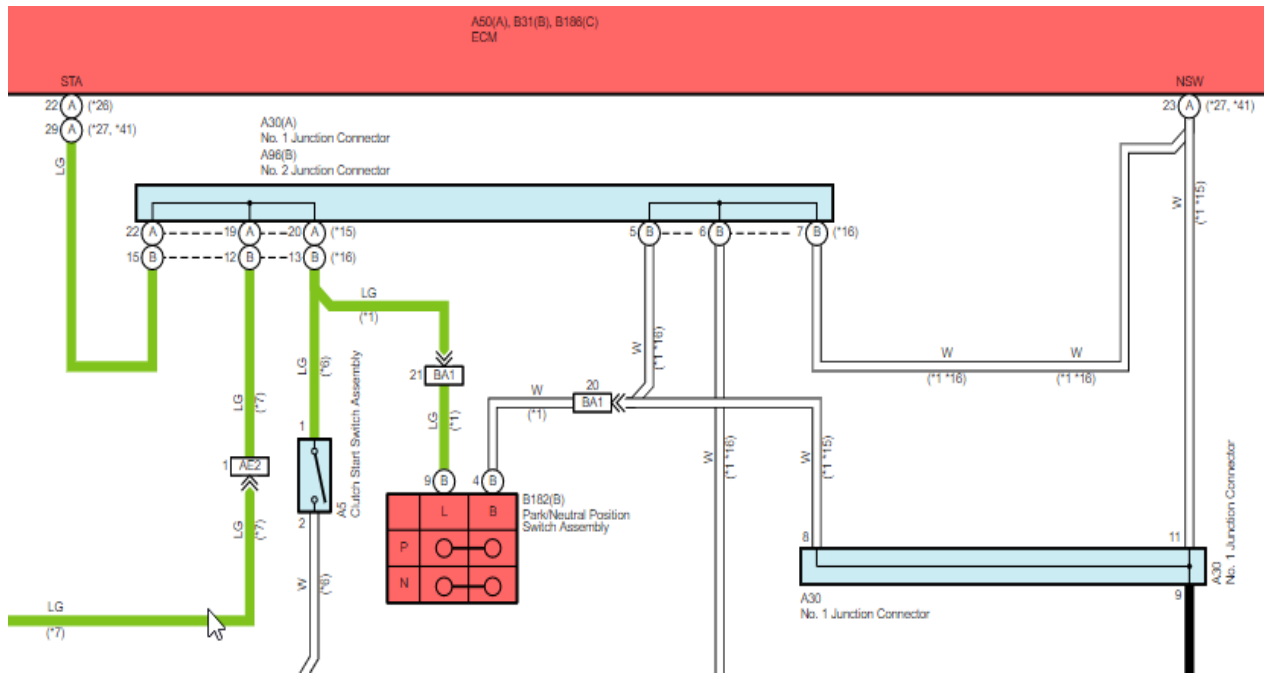 A50(A), B31(B), B186(C)
ECM
STA
NSW
22 A (*26)
29 A (*27, *41)
23 A (*27, *41)
LG
A30(A)
No. 1 Junction Connector
A96(B)
No. 2 Junction Connector
W
(*1 *15)
22 A 19 A 20 A (*15)
15 B 12 B 13 B (*16)
5 B 6 B 7 B (*16)
LG
(*1)
LG
(*6)
Clutch Start Switch Assembly
A5
W
(*1 *16)
W
(*1 *16)
W
(*1 *16)
21 BA1
20
BA1
W
(*1)
LG
(*7)
LG
(*1)
1
2
1 AE2
W
(*1 *16)
W
(*1 *15)
9 B 4 B
B182(B)
Park/Neutral Position
Switch Assembly
L B
P
N
LG
(*7)
W
(*6)
8
11
9
A30
No. 1 Junction Connector
A30
No. 1 Junction Connector
LG
(*7)